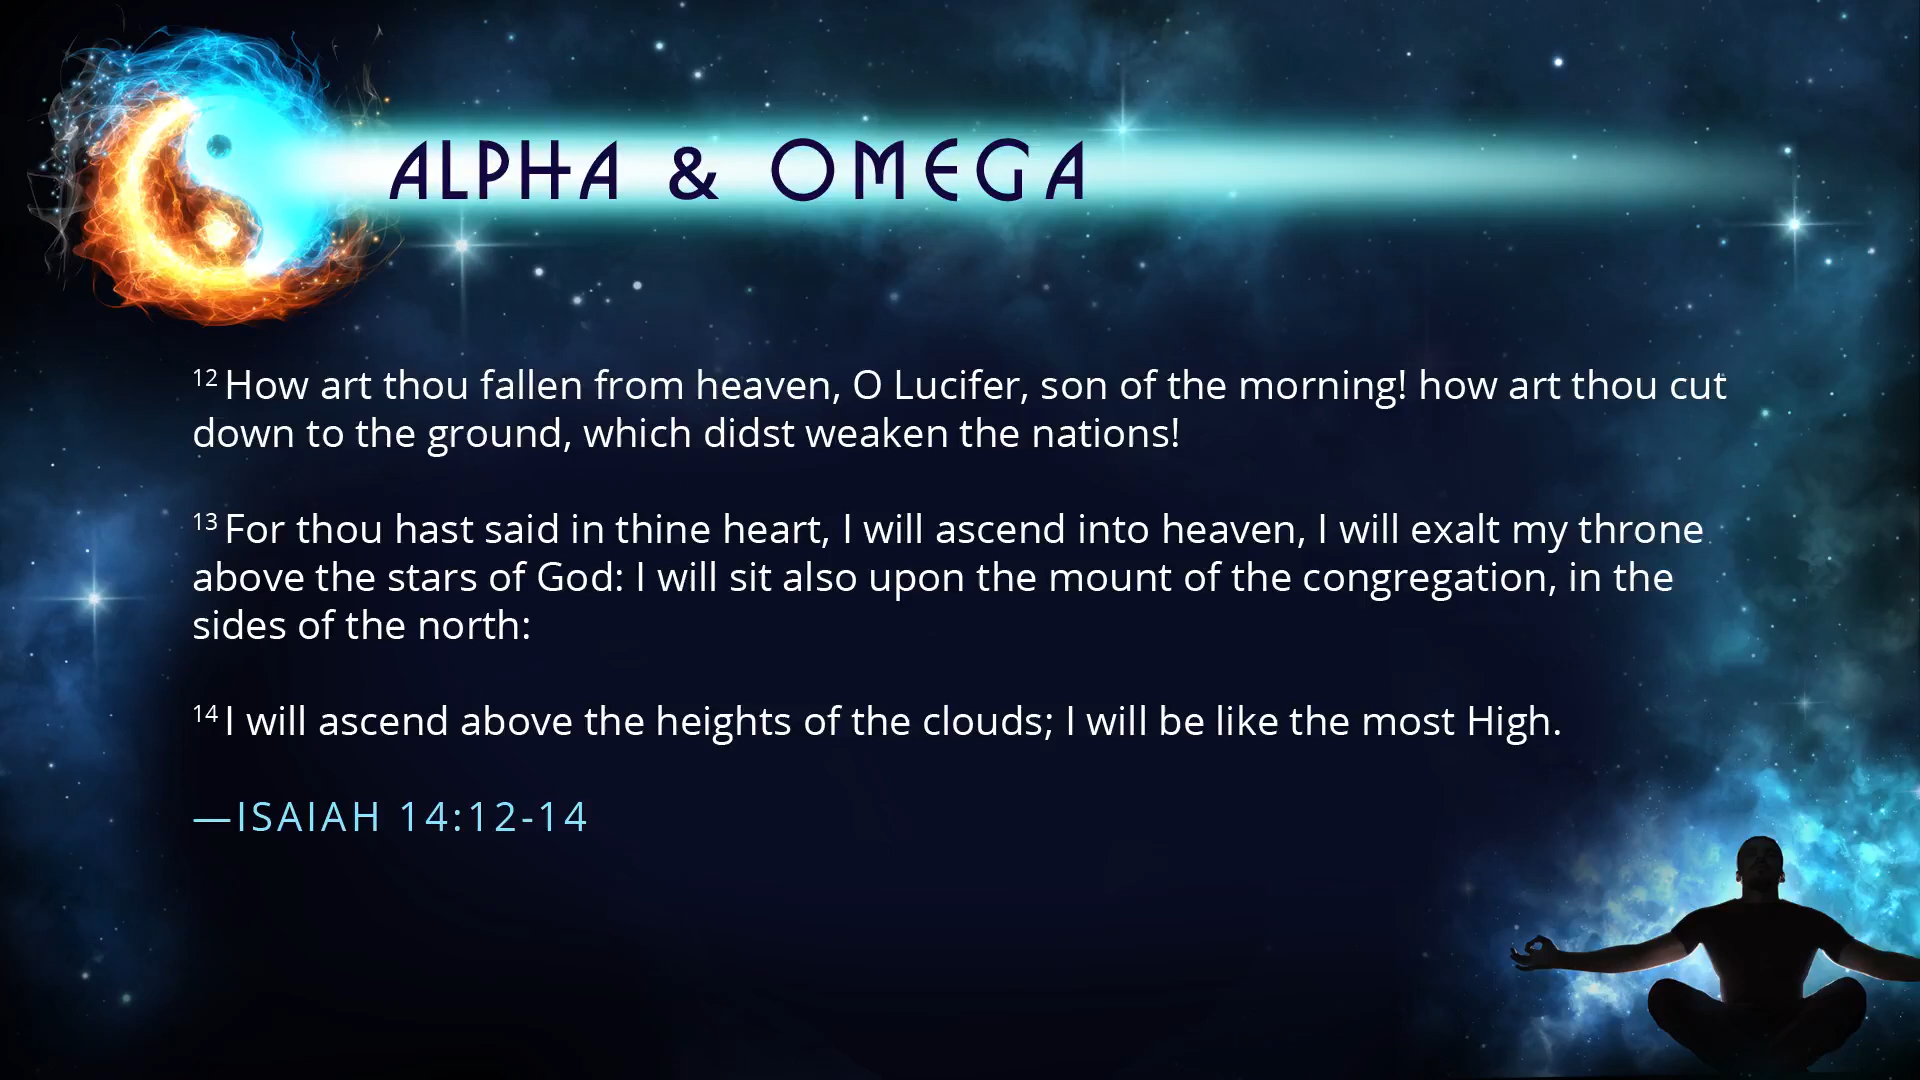 ALPHA & OMEGA
12 How art thou fallen from heaven, O Lucifer, son of the morning! how art thou cut
down to the ground, which didst weaken the nations!
13 For thou hast said in thine heart, I will ascend into heaven, I will exalt my throne
above the stars of God: I will sit also upon the mount of the congregation, in the
sides of the north:
14 I will ascend above the heights of the clouds; I will be like the most High.
—ISAIAH 14:12-14